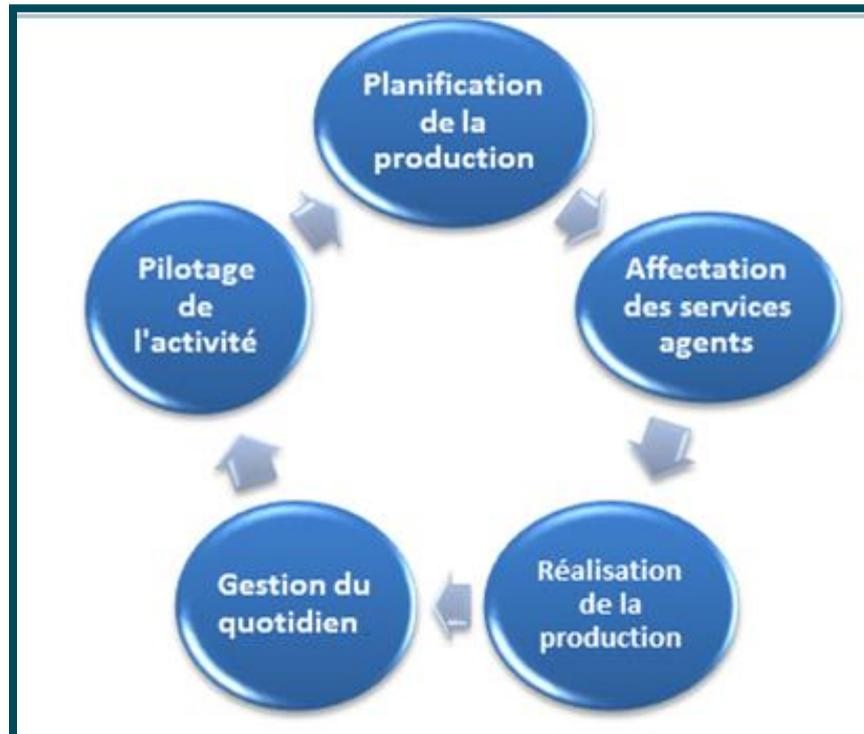 Planification
de la
production
Affectation
des services
agents
Réalisation
de la
production
Gestion du
quotidien
Pilotage
de
l'activité